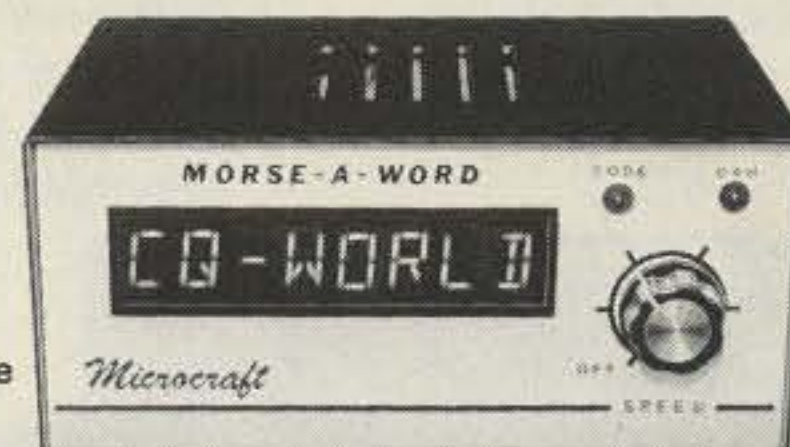 MORSE-A-WORD
CODE
CQ-WORLD
e
Microcraft
OFF
SPEED